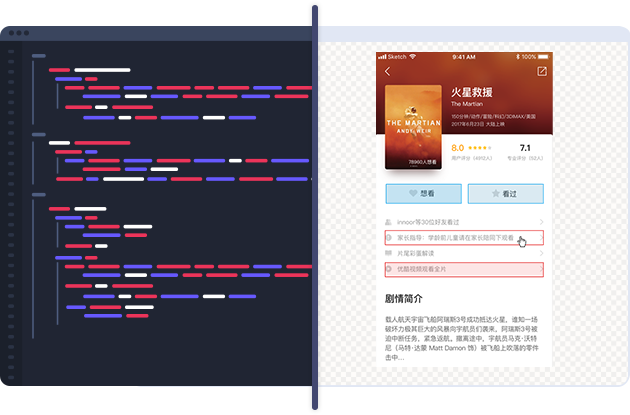 Sketch
9:41 AM
100%
火星救援
The Martian
150分钟/动作/冒险/科幻/3DMAX/美国
2017年8月23日 大陆上映
THE MARTIAN
ANDY WEIR
78960人想看
8.0
7.1
想看
看过
innoor等30位好友看过
家长指导：学龄前儿童请在家长陪同下观看
片尾彩蛋解读
优酷视频观看全片
剧情简介
载人航天宇宙飞船阿瑞斯3号成功抵达火星，谁知一场
破坏力极其巨大的风暴向宇航员们袭来，阿瑞斯3号被
迫中断任务，紧急返航。撤离途中，宇航员马克·沃特
尼（马特·达蒙 Matt Damon 饰）被飞船上吹落的零件
击中...